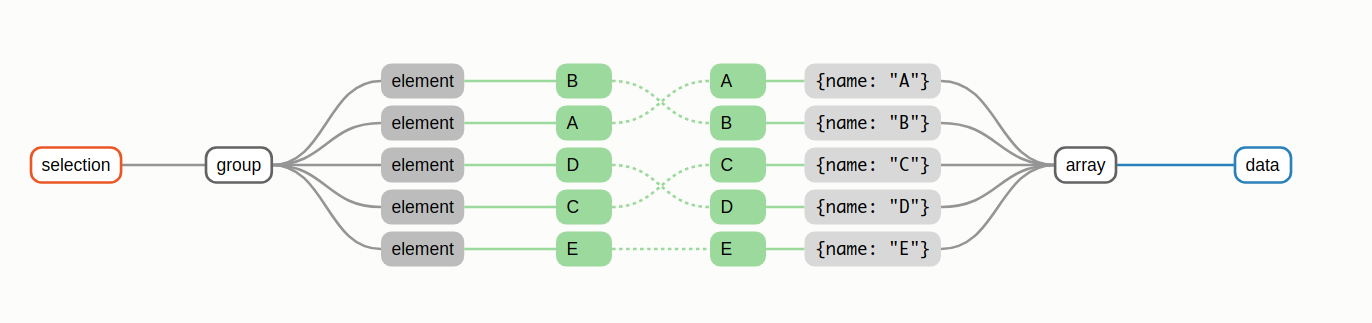 element B A {name: "A"}
element A B {name: "B"}
selection group element D C {name: "C"} array data
element C D {name: "D"}
element E E {name: "E"}